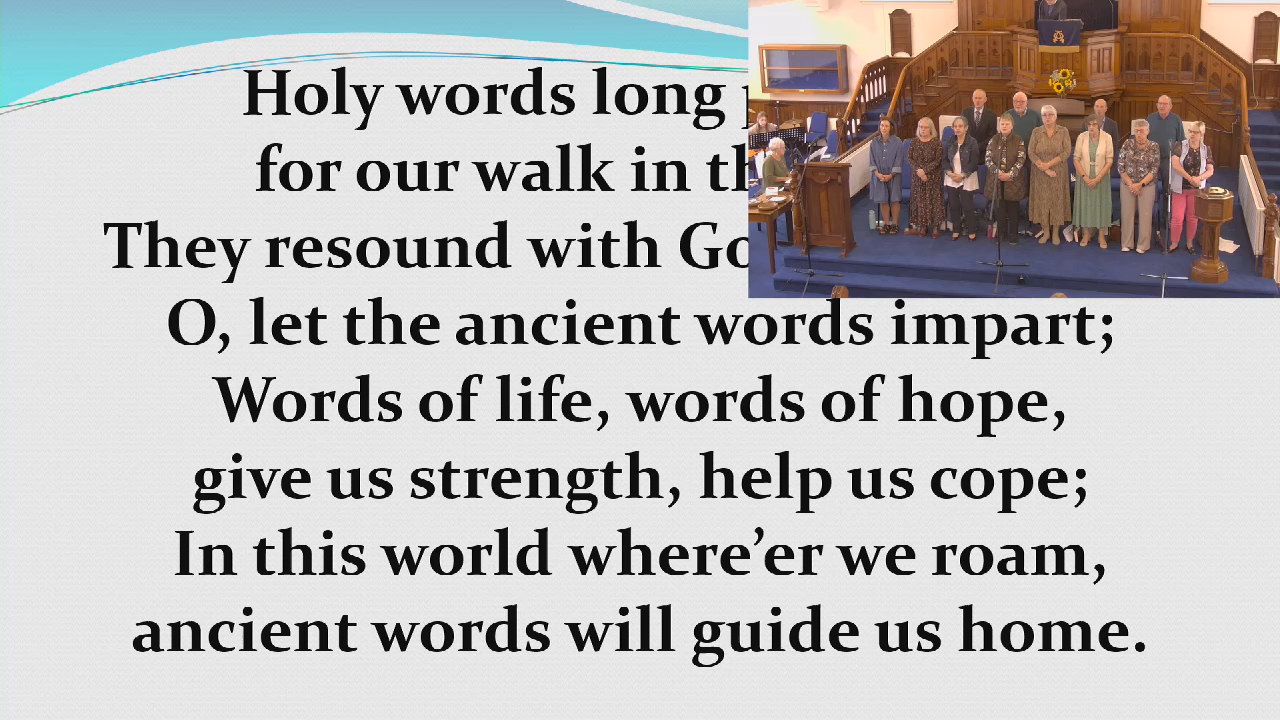 Holy words long
for our walk in
They resound with
O, let the ancient words impart;
Words of life, words of hope,
give us strength, help us cope;
In this world where’er we roam,
ancient words will guide us home.